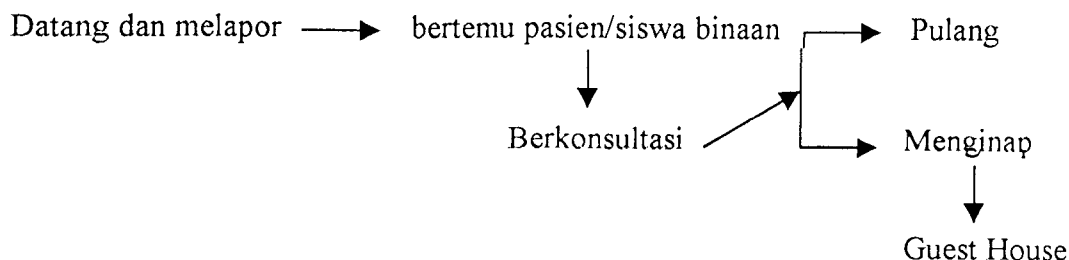 Datang dan melapor bertemu pasien/siswa binaan Pulang
Berkonsultasi Menginap
Guest House